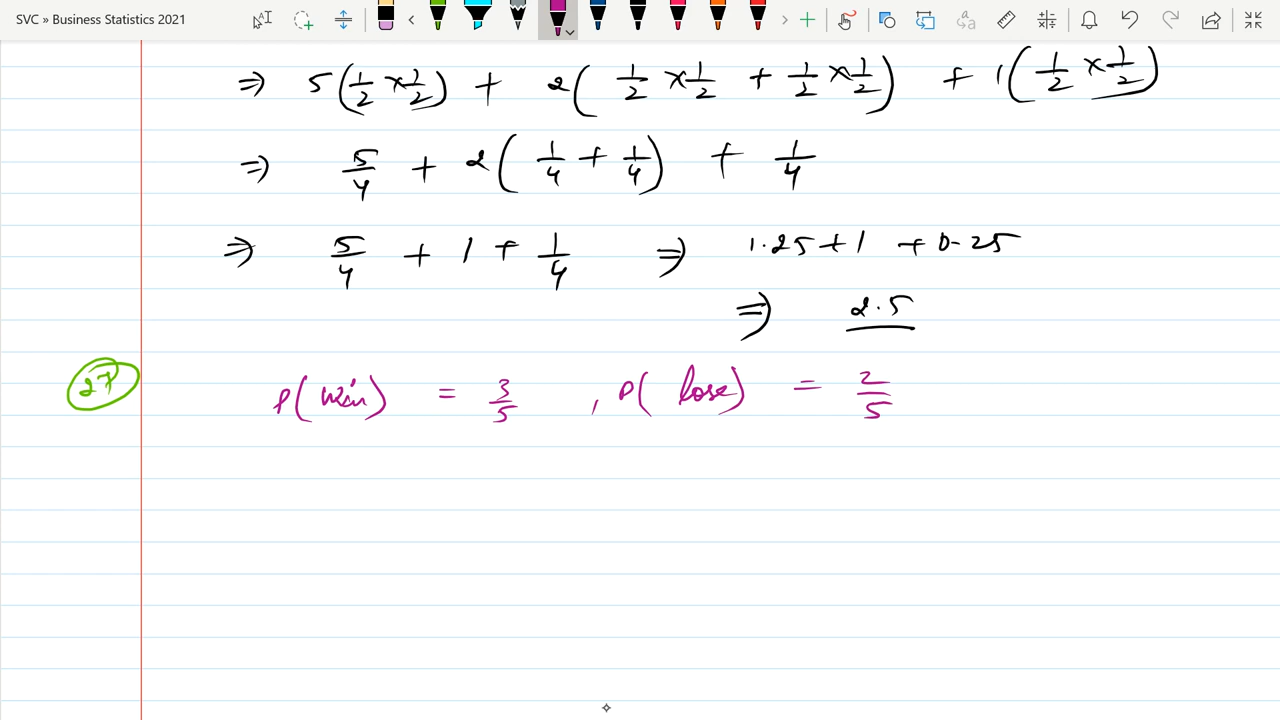 SVC » Business Statistics 2021
⇒ 5(1/2 × 1/2) + 2(1/2 × 1/2 + 1/2 × 1/2) + 1(1/2 × 1/2)
⇒ 5/4 + 2(1/4 + 1/4) + 1/4
⇒ 5/4 + 1 + 1/4 ⇒ 1.25 + 1 + 0.25
⇒ 2.5
27 P(win) = 3/5 , P(lose) = 2/5